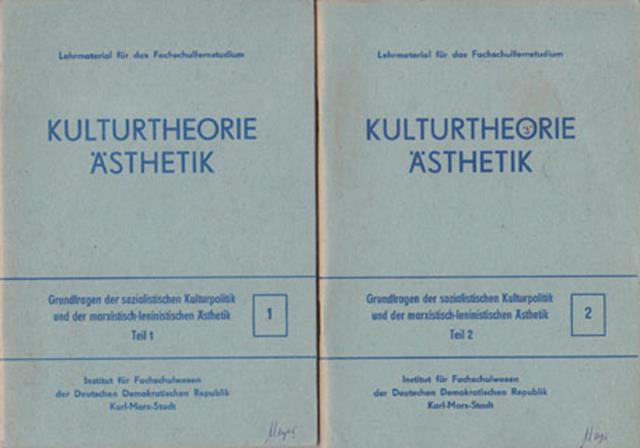 Lehrmaterial für das Fachschulfernstudium
KULTURTHEORIE
ÄSTHETIK
Grundfragen der sozialistischen Kulturpolitik
und der marxistisch-leninistischen Ästhetik
Teil 1
1
Institut für Fachschulwesen
der Deutschen Demokratischen Republik
Karl-Marx-Stadt
Lehrmaterial für das Fachschulfernstudium
KULTURTHEORIE
ÄSTHETIK
Grundfragen der sozialistischen Kulturpolitik
und der marxistisch-leninistischen Ästhetik
Teil 2
2
Institut für Fachschulwesen
der Deutschen Demokratischen Republik
Karl-Marx-Stadt